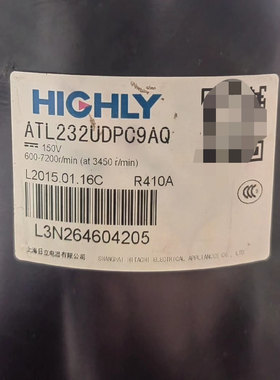 HIGHLY
ATL232UDPC9AQ
150V
600-7200r/min (at 3450 r/min)
L2015.01.16C R410A
L3N264604205
上海日立电器有限公司 SHANGHAI HITACHI ELECTRICAL APPLIANCES CO.,LTD